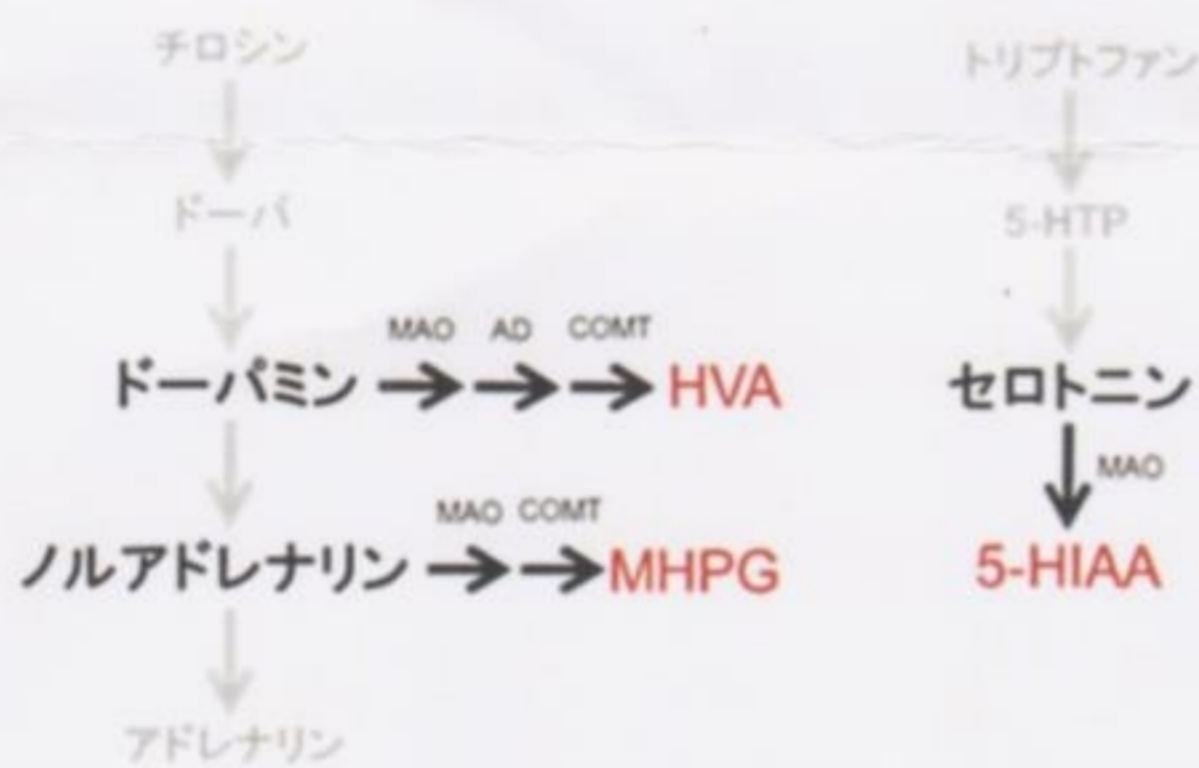 チロシン
トリプトファン
ドーパ
5-HTP
MAO AD COMT
ドーパミン HVA
セロトニン
MAO
MAO COMT
ノルアドレナリン MHPG
5-HIAA
アドレナリン